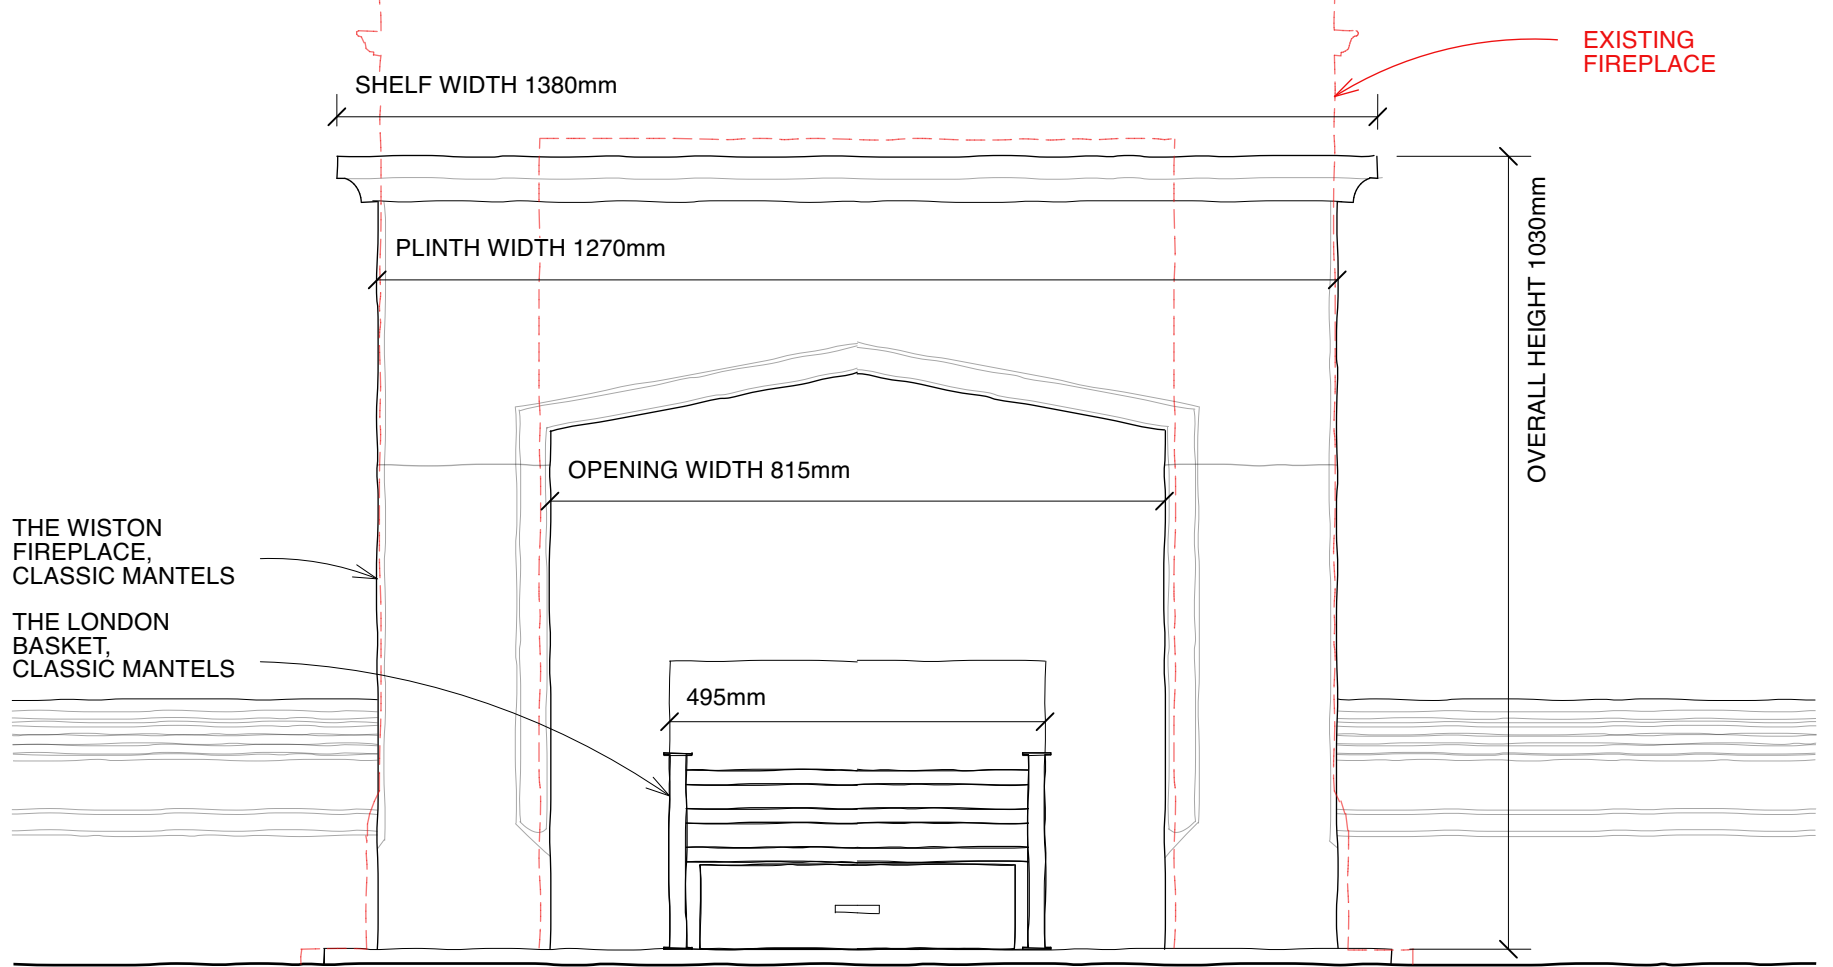 EXISTING
FIREPLACE
SHELF WIDTH 1380mm
PLINTH WIDTH 1270mm
OVERALL HEIGHT 1030mm
OPENING WIDTH 815mm
THE WISTON
FIREPLACE,
CLASSIC MANTELS
THE LONDON
BASKET,
CLASSIC MANTELS
495mm